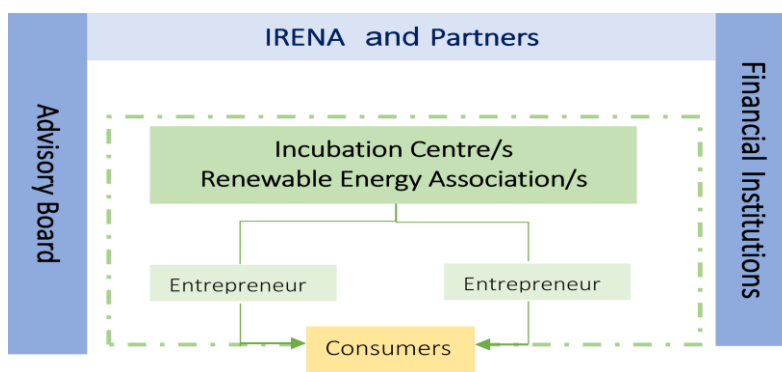 IRENA and Partners
Advisory Board
Financial Institutions
Incubation Centre/s
Renewable Energy Association/s
Entrepreneur
Entrepreneur
Consumers